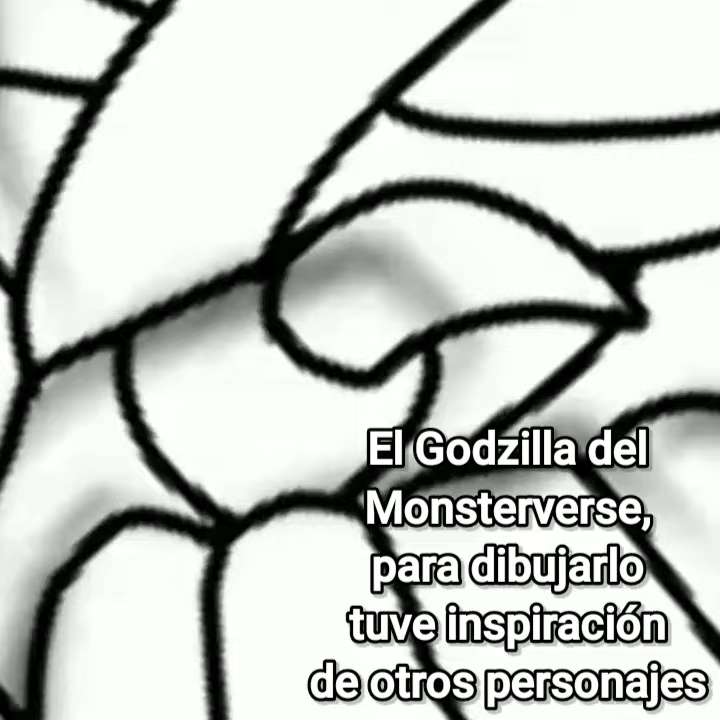 El Godzilla del
Monsterverse,
para dibujarlo
tuve inspiración
de otros personajes